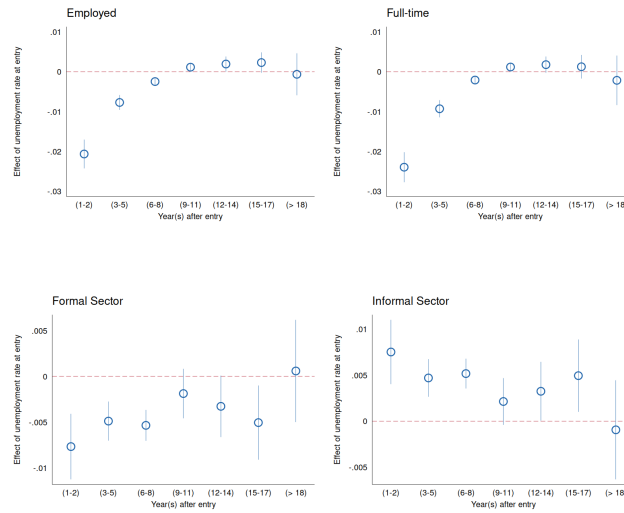 Employed
Effect of unemployment rate at entry
.01
0
-.01
-.02
-.03
(1-2) (3-5) (6-8) (9-11) (12-14) (15-17) (> 18)
Year(s) after entry
Full-time
Effect of unemployment rate at entry
.01
0
-.01
-.02
-.03
(1-2) (3-5) (6-8) (9-11) (12-14) (15-17) (> 18
Year(s) after entry
Formal Sector
Effect of unemployment rate at entry
.005
0
-.005
-.01
(1-2) (3-5) (6-8) (9-11) (12-14) (15-17) (> 18)
Year(s) after entry
Informal Sector
Effect of unemployment rate at entry
.01
.005
0
-.005
(1-2) (3-5) (6-8) (9-11) (12-14) (15-17) (> 18
Year(s) after entry